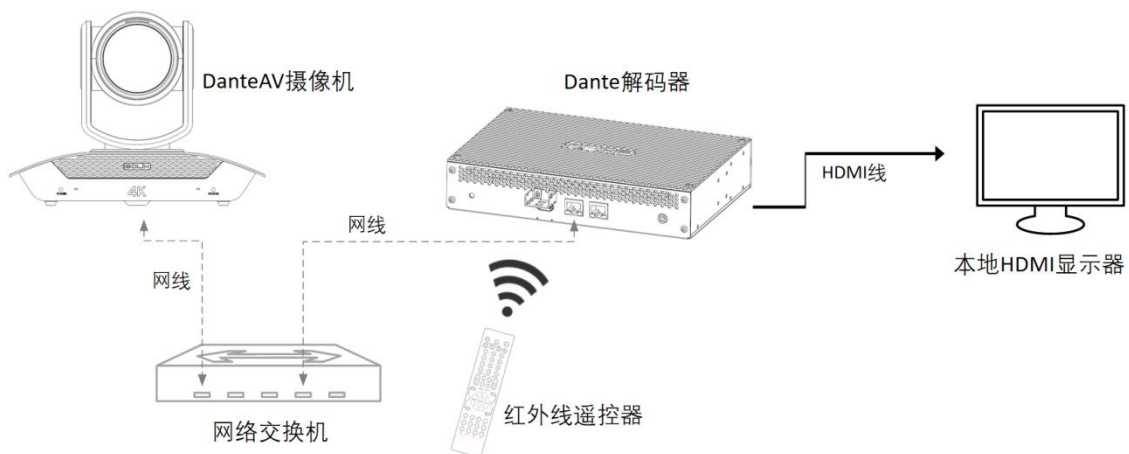 DanteAV摄像机
Dante解码器
HDMI线
网线
本地HDMI显示器
网线
4K
网络交换机
红外线遥控器